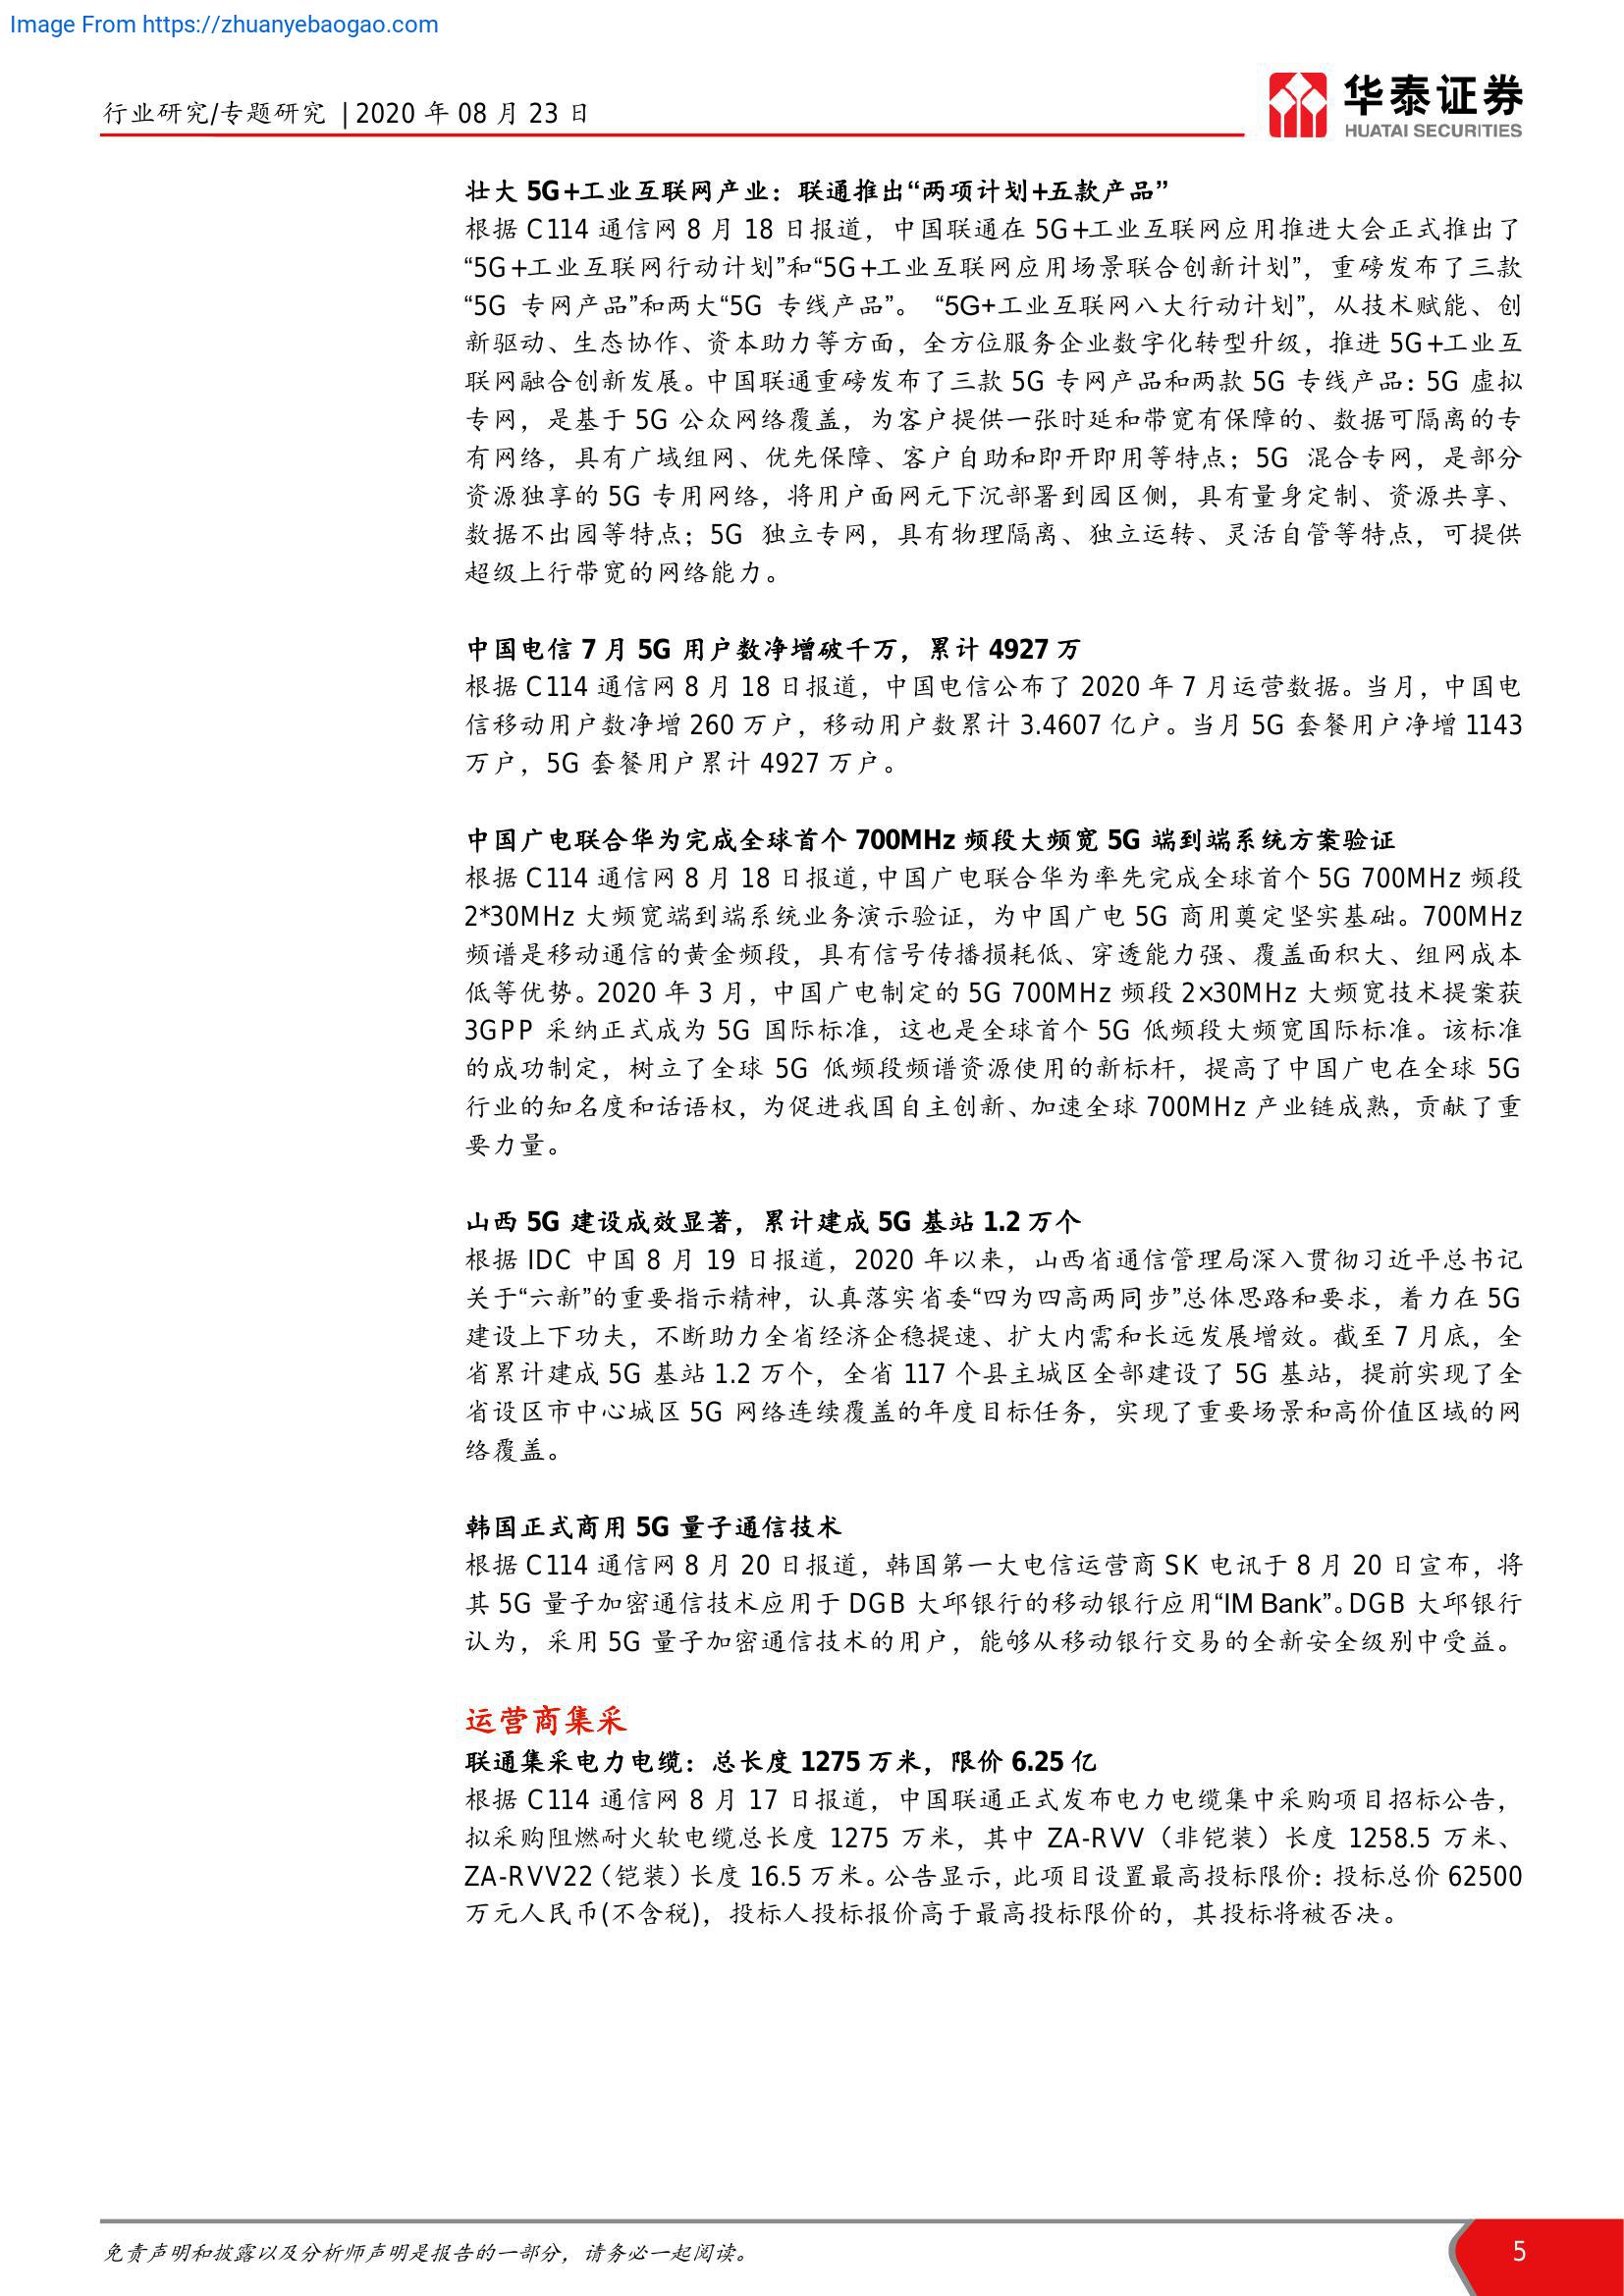 Image From https://zhuanyebaogao.com
行业研究/专题研究 | 2020 年 08 月 23 日
华泰证券
HUATAI SECURITIES
壮大 5G+工业互联网产业：联通推出“两项计划+五款产品”
根据 C114 通信网 8 月 18 日报道，中国联通在 5G+工业互联网应用推进大会正式推出了
“5G+工业互联网行动计划”和“5G+工业互联网应用场景联合创新计划”，重磅发布了三款
“5G 专网产品”和两大“5G 专线产品”。 “5G+工业互联网八大行动计划”，从技术赋能、创
新驱动、生态协作、资本助力等方面，全方位服务企业数字化转型升级，推进 5G+工业互
联网融合创新发展。中国联通重磅发布了三款 5G 专网产品和两款 5G 专线产品：5G 虚拟
专网，是基于 5G 公众网络覆盖，为客户提供一张时延和带宽有保障的、数据可隔离的专
有网络，具有广域组网、优先保障、客户自助和即开即用等特点；5G 混合专网，是部分
资源独享的 5G 专用网络，将用户面网元下沉部署到园区侧，具有量身定制、资源共享、
数据不出园等特点；5G 独立专网，具有物理隔离、独立运转、灵活自管等特点，可提供
超级上行带宽的网络能力。
中国电信 7 月 5G 用户数净增破千万，累计 4927 万
根据 C114 通信网 8 月 18 日报道，中国电信公布了 2020 年 7 月运营数据。当月，中国电
信移动用户数净增 260 万户，移动用户数累计 3.4607 亿户。当月 5G 套餐用户净增 1143
万户，5G 套餐用户累计 4927 万户。
中国广电联合华为完成全球首个 700MHz 频段大频宽 5G 端到端系统方案验证
根据 C114 通信网 8 月 18 日报道，中国广电联合华为率先完成全球首个 5G 700MHz 频段
2*30MHz 大频宽端到端系统业务演示验证，为中国广电 5G 商用奠定坚实基础。700MHz
频谱是移动通信的黄金频段，具有信号传播损耗低、穿透能力强、覆盖面积大、组网成本
低等优势。2020 年 3 月，中国广电制定的 5G 700MHz 频段 2×30MHz 大频宽技术提案获
3GPP 采纳正式成为 5G 国际标准，这也是全球首个 5G 低频段大频宽国际标准。该标准
的成功制定，树立了全球 5G 低频段频谱资源使用的新标杆，提高了中国广电在全球 5G
行业的知名度和话语权，为促进我国自主创新、加速全球 700MHz 产业链成熟，贡献了重
要力量。
山西 5G 建设成效显著，累计建成 5G 基站 1.2 万个
根据 IDC 中国 8 月 19 日报道，2020 年以来，山西省通信管理局深入贯彻习近平总书记
关于“六新”的重要指示精神，认真落实省委“四为四高两同步”总体思路和要求，着力在 5G
建设上下功夫，不断助力全省经济企稳提速、扩大内需和长远发展增效。截至 7 月底，全
省累计建成 5G 基站 1.2 万个，全省 117 个县主城区全部建设了 5G 基站，提前实现了全
省设区市中心城区 5G 网络连续覆盖的年度目标任务，实现了重要场景和高价值区域的网
络覆盖。
韩国正式商用 5G 量子通信技术
根据 C114 通信网 8 月 20 日报道，韩国第一大电信运营商 SK 电讯于 8 月 20 日宣布，将
其 5G 量子加密通信技术应用于 DGB 大邱银行的移动银行应用“IM Bank”。DGB 大邱银行
认为，采用 5G 量子加密通信技术的用户，能够从移动银行交易的全新安全级别中受益。
运营商集采
联通集采电力电缆：总长度 1275 万米，限价 6.25 亿
根据 C114 通信网 8 月 17 日报道，中国联通正式发布电力电缆集中采购项目招标公告，
拟采购阻燃耐火软电缆总长度 1275 万米，其中 ZA-RVV（非铠装）长度 1258.5 万米、
ZA-RVV22（铠装）长度 16.5 万米。公告显示，此项目设置最高投标限价：投标总价 62500
万元人民币(不含税)，投标人投标报价高于最高投标限价的，其投标将被否决。
免责声明和披露以及分析师声明是报告的一部分，请务必一起阅读。
5